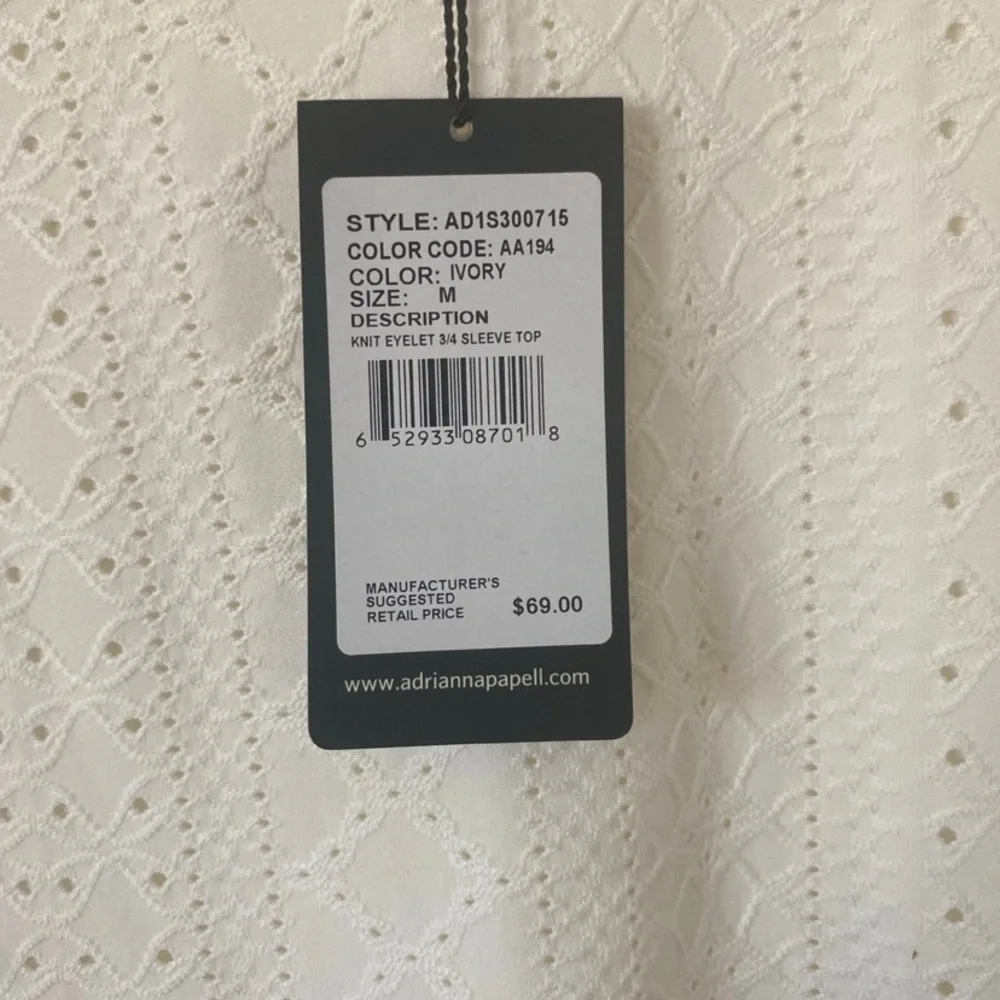 STYLE: AD1S300715
COLOR CODE: AA194
COLOR: IVORY
SIZE: M
DESCRIPTION
KNIT EYELET 3/4 SLEEVE TOP
6 52933 08701 8
MANUFACTURER'S
SUGGESTED
RETAIL PRICE $69.00
www.adriannapapell.com